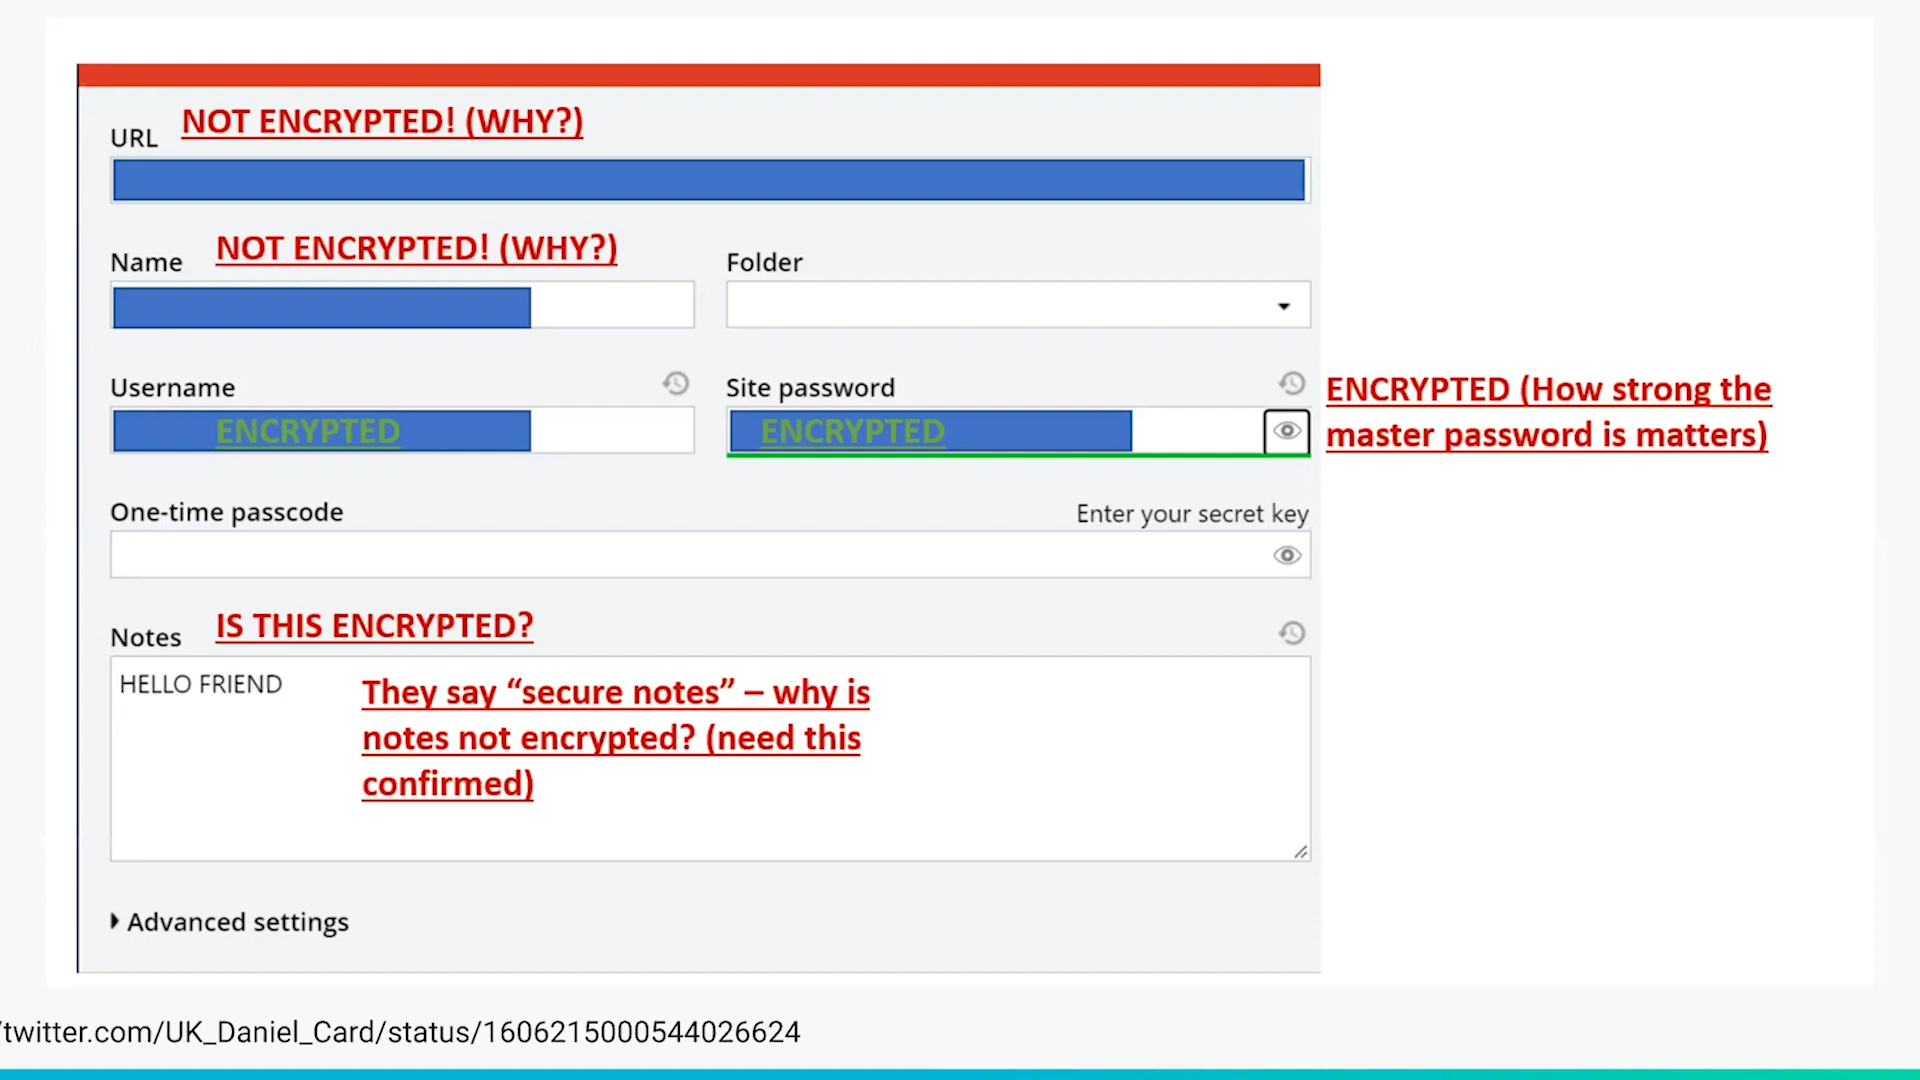 NOT ENCRYPTED! (WHY?)
URL
NOT ENCRYPTED! (WHY?)
Name
Folder
Username
Site password
ENCRYPTED
ENCRYPTED
ENCRYPTED (How strong the
master password is matters)
One-time passcode
Enter your secret key
IS THIS ENCRYPTED?
Notes
HELLO FRIEND
They say “secure notes” – why is
notes not encrypted? (need this
confirmed)
Advanced settings
/twitter.com/UK_Daniel_Card/status/1606215000544026624